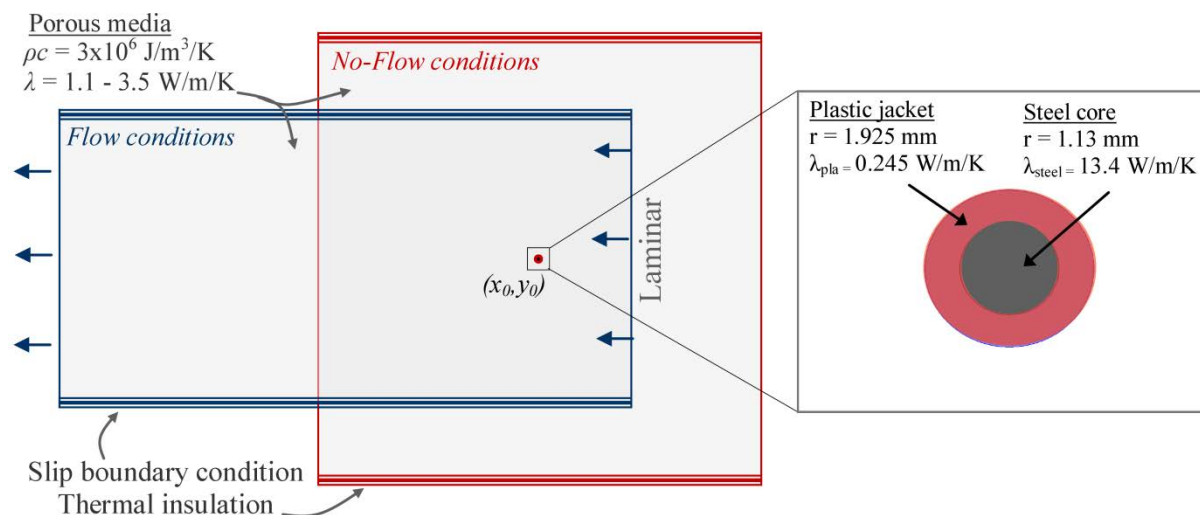 Porous media
ρc = 3x10⁶ J/m³/K
λ = 1.1 - 3.5 W/m/K
No-Flow conditions
Flow conditions
Laminar
(x₀,y₀)
Plastic jacket
r = 1.925 mm
λₚₗₐ = 0.245 W/m/K
Steel core
r = 1.13 mm
λsteel = 13.4 W/m/K
Slip boundary condition
Thermal insulation